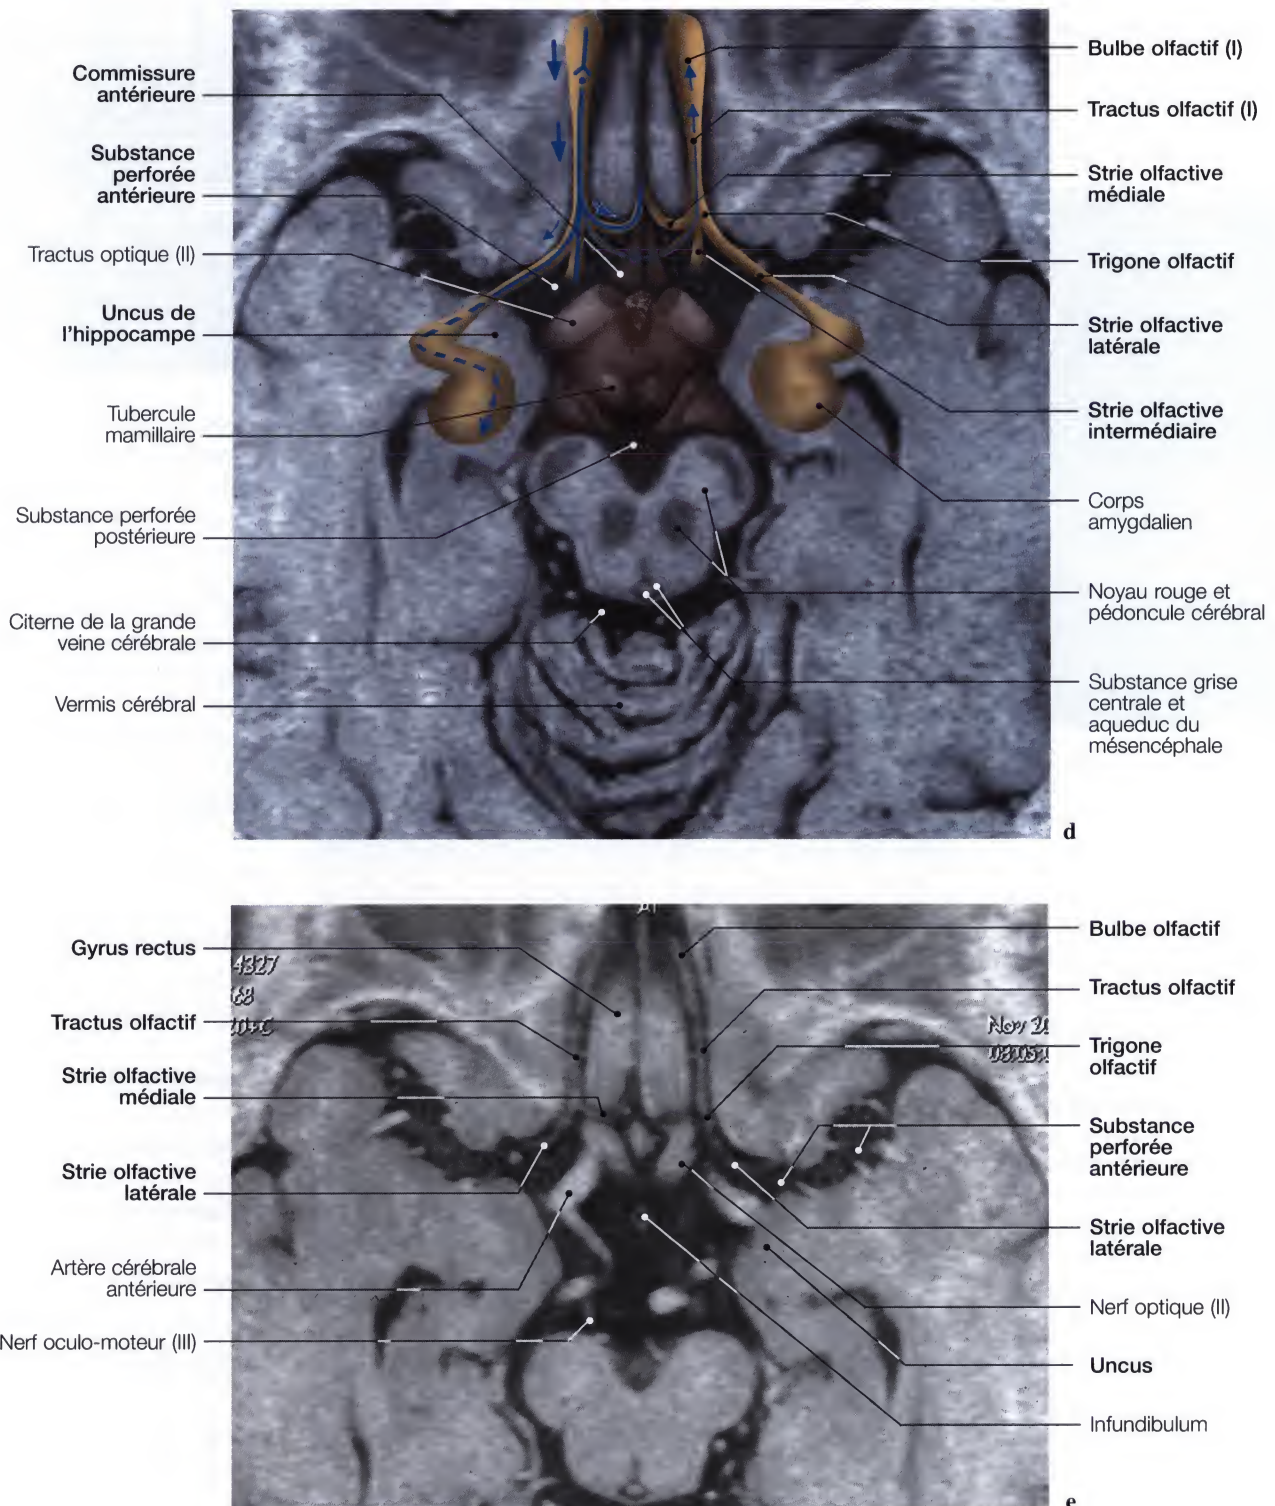 Commissure
antérieure
Substance
perforée
antérieure
Tractus optique (II)
Uncus de
l'hippocampe
Tubercule
mamillaire
Substance perforée
postérieure
Citerne de la grande
veine cérébrale
Vermis cérébral
Bulbe olfactif (I)
Tractus olfactif (I)
Strie olfactive
médiale
Trigone olfactif
Strie olfactive
latérale
Strie olfactive
intermédiaire
Corps
amygdalien
Noyau rouge et
pédoncule cérébral
Substance grise
centrale et
aqueduc du
mésencéphale
d
Gyrus rectus
4327
Tractus olfactif
Strie olfactive
médiale
Strie olfactive
latérale
Artère cérébrale
antérieure
Nerf oculo-moteur (III)
Bulbe olfactif
Tractus olfactif
Nov
Trigone
olfactif
Substance
perforée
antérieure
Strie olfactive
latérale
Nerf optique (II)
Uncus
Infundibulum
e